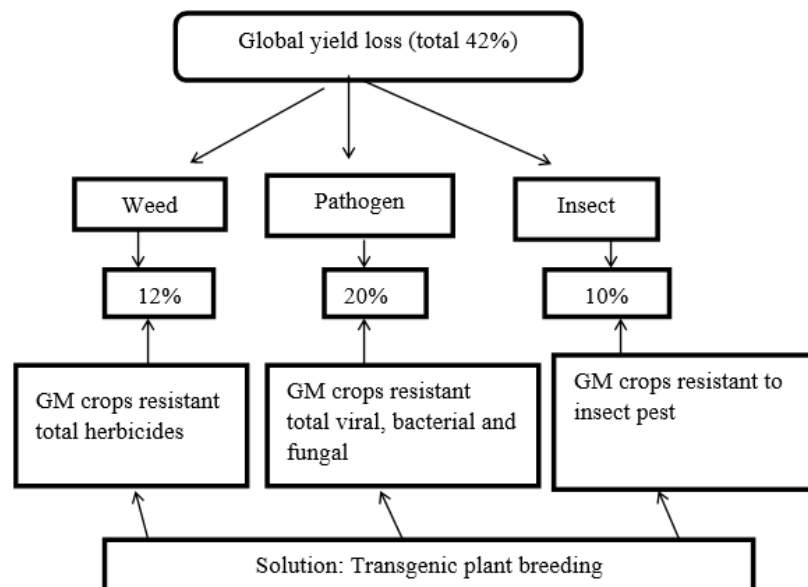 Global yield loss (total 42%)
Weed
Pathogen
Insect
12%
20%
10%
GM crops resistant
total herbicides
GM crops resistant
total viral, bacterial and
fungal
GM crops resistant to
insect pest
Solution: Transgenic plant breeding